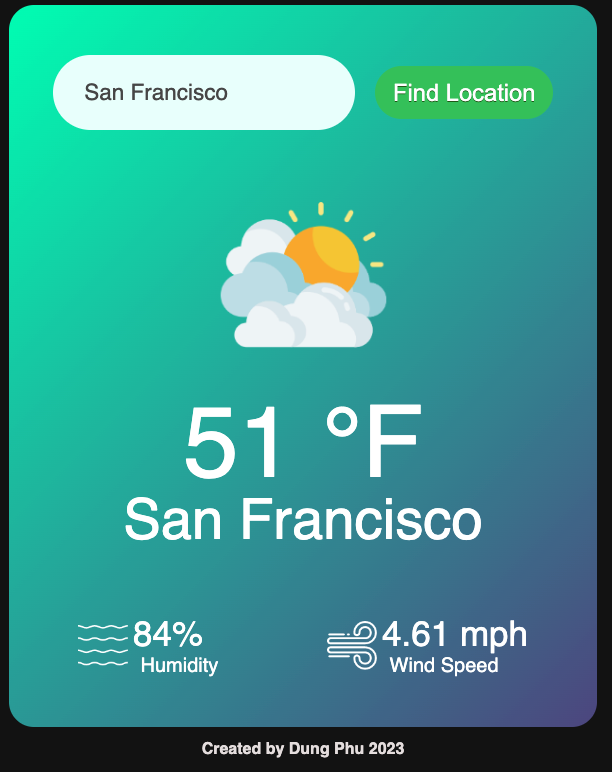 San Francisco
Find Location
51 °F
San Francisco
84%
Humidity
4.61 mph
Wind Speed
Created by Dung Phu 2023